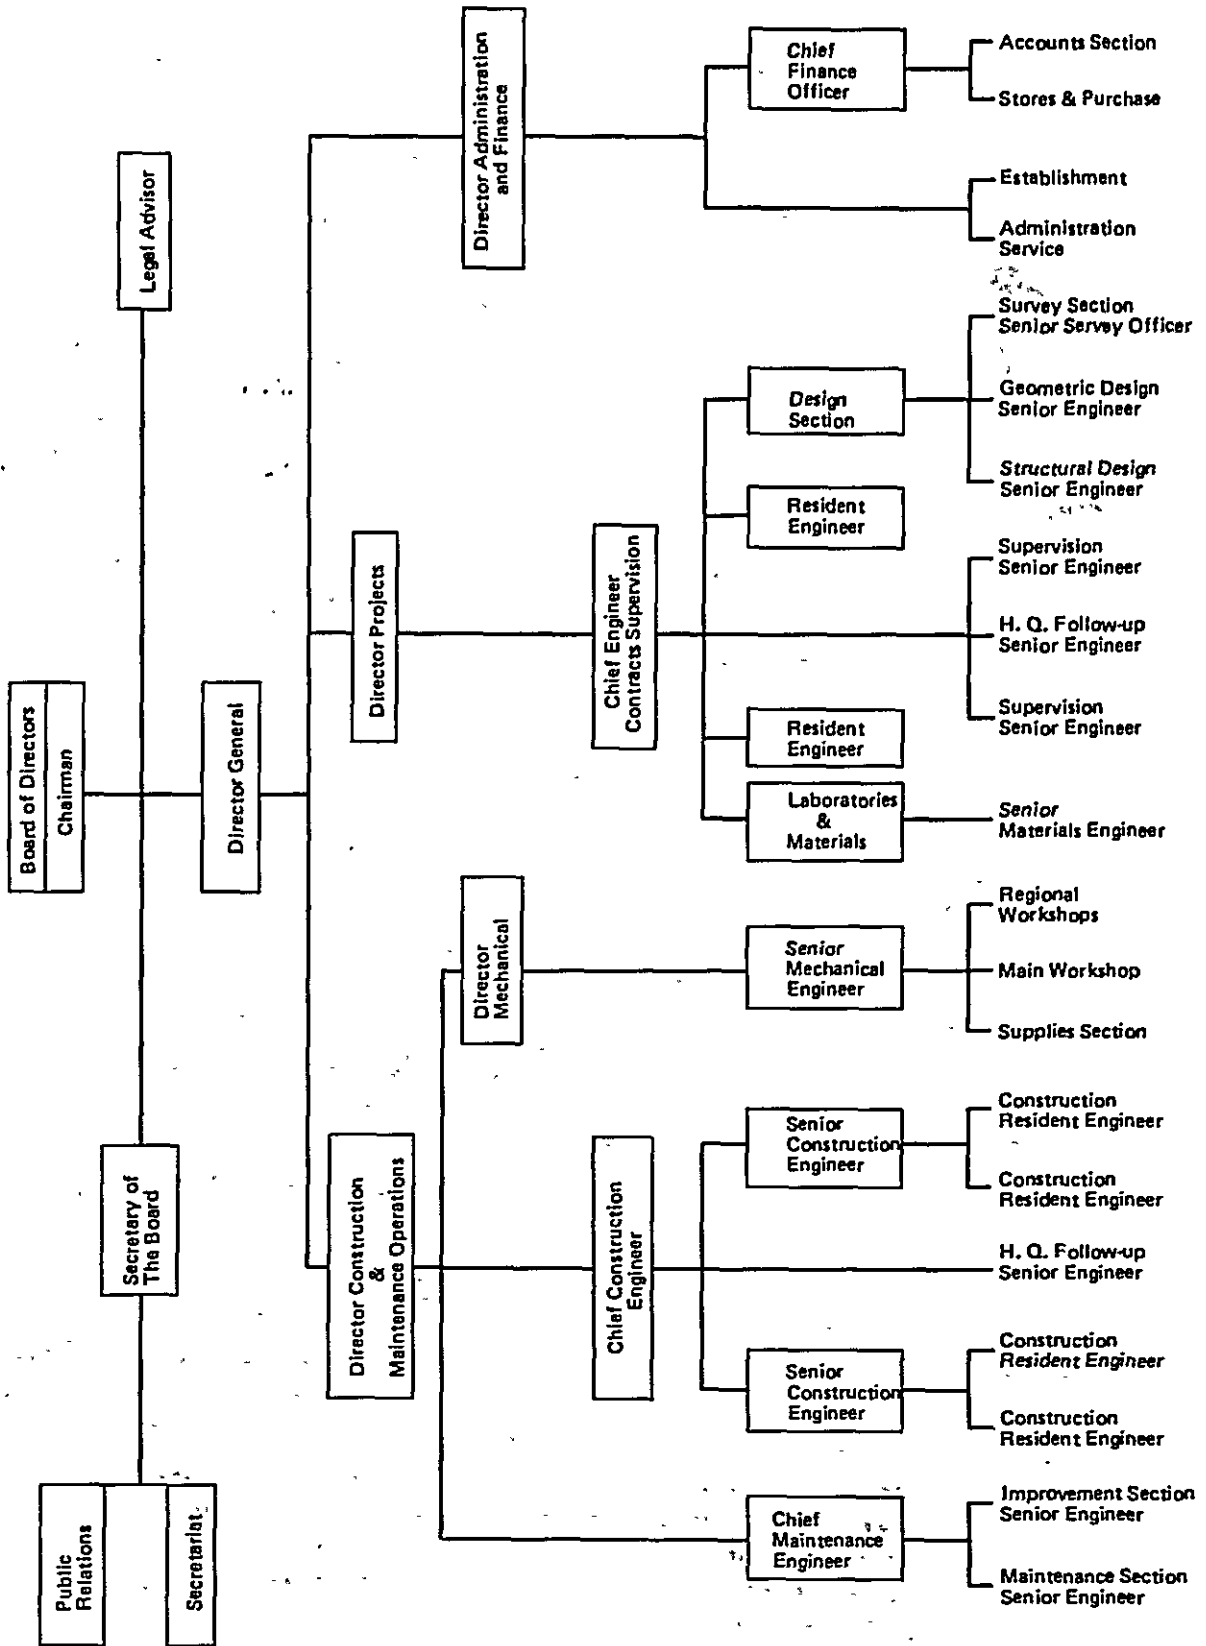 Board of Directors
Chairman
Legal Advisor
Secretary of
The Board
Public
Relations
Secretariat
Director General
Director Administration
and Finance
Director Projects
Director Construction
&
Maintenance Operations
Director
Mechanical
Chief Engineer
Contracts Supervision
Chief Construction
Engineer
Chief
Finance
Officer
Accounts Section
Stores & Purchase
Establishment
Administration
Service
Design
Section
Survey Section
Senior Servey Officer
Geometric Design
Senior Engineer
Structural Design
Senior Engineer
Resident
Engineer
Supervision
Senior Engineer
H. Q. Follow-up
Senior Engineer
Supervision
Senior Engineer
Resident
Engineer
Laboratories
&
Materials
Senior
Materials Engineer
Senior
Mechanical
Engineer
Regional
Workshops
Main Workshop
Supplies Section
Senior
Construction
Engineer
Construction
Resident Engineer
Construction
Resident Engineer
H. Q. Follow-up
Senior Engineer
Senior
Construction
Engineer
Construction
Resident Engineer
Construction
Resident Engineer
Chief
Maintenance
Engineer
Improvement Section
Senior Engineer
Maintenance Section
Senior Engineer